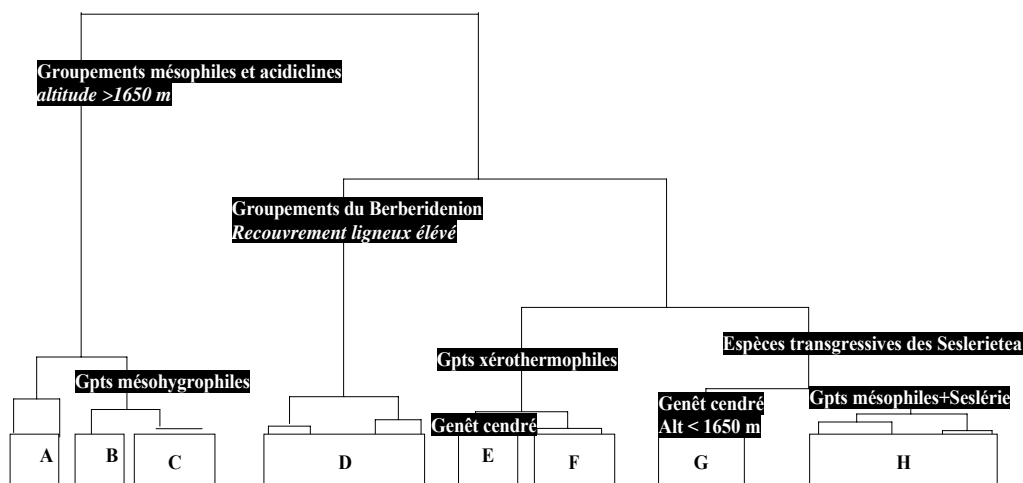 Groupements mésophiles et acidiclines
altitude >1650 m
Groupements du Berberidenion
Recouvrement ligneux élévé
Gpts xérothermophiles
Espèces transgressives des Seslerietea
Gpts mésohygrophiles
Genêt cendré
Genêt cendré
Alt < 1650 m
Gpts mésophiles+Seslérie
A
B
C
D
E
F
G
H